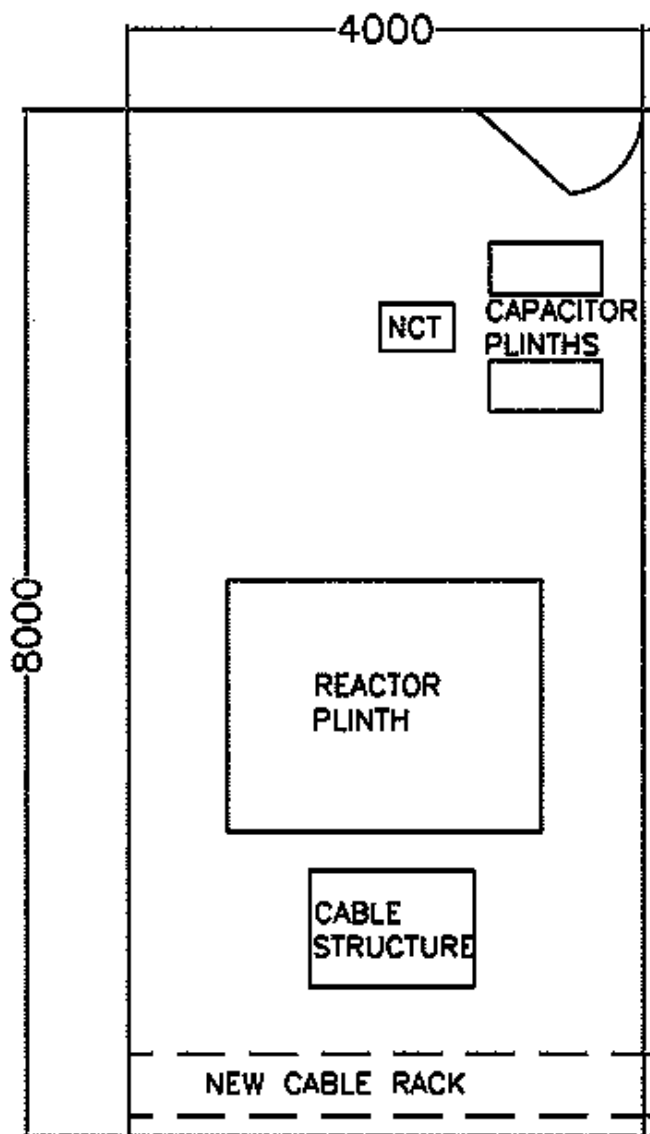 4000
NCT
CAPACITOR
PLINTHS
8000
REACTOR
PLINTH
CABLE
STRUCTURE
NEW CABLE RACK